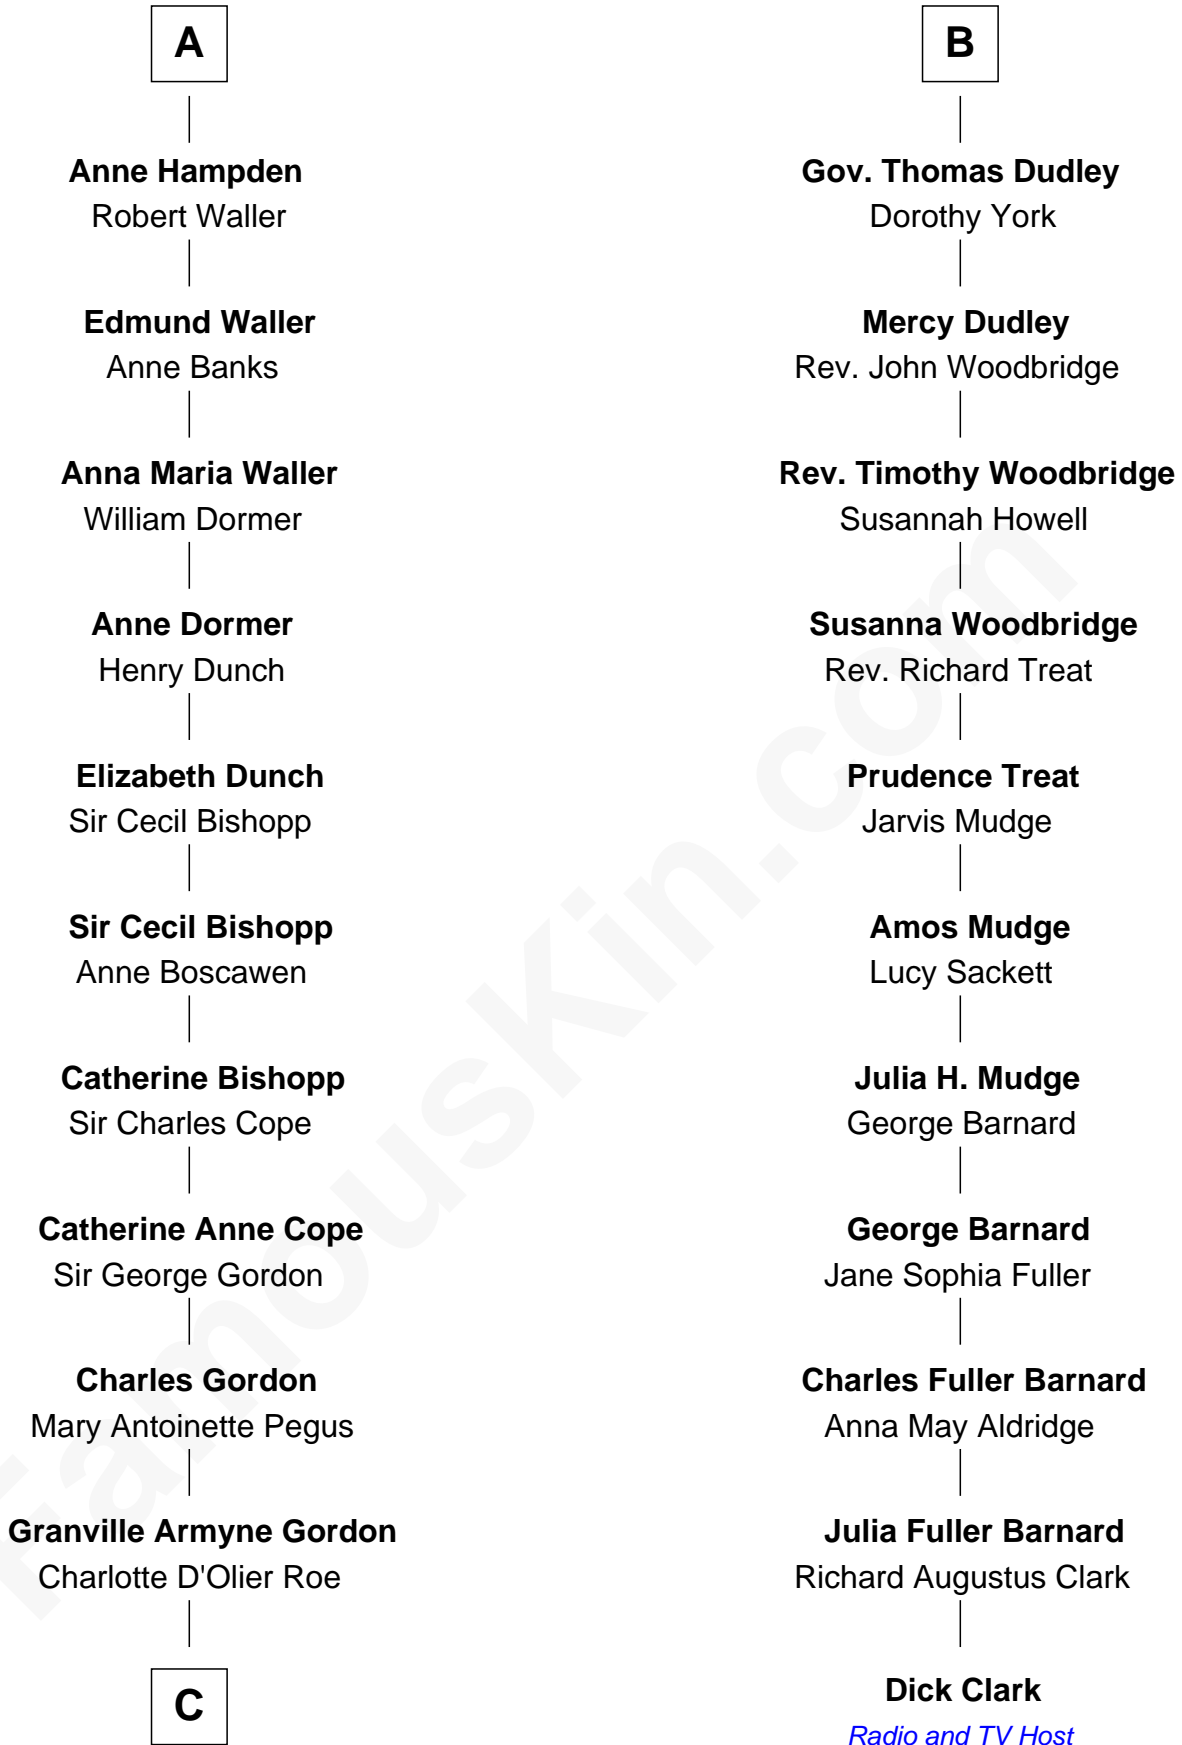 A
Anne Hampden
Robert Waller
Edmund Waller
Anne Banks
Anna Maria Waller
William Dormer
Anne Dormer
Henry Dunch
Elizabeth Dunch
Sir Cecil Bishopp
Sir Cecil Bishopp
Anne Boscawen
Catherine Bishopp
Sir Charles Cope
Catherine Anne Cope
Sir George Gordon
Charles Gordon
Mary Antoinette Pegus
Granville Armyne Gordon
Charlotte D'Olier Roe
C
B
Gov. Thomas Dudley
Dorothy York
Mercy Dudley
Rev. John Woodbridge
Rev. Timothy Woodbridge
Susannah Howell
Susanna Woodbridge
Rev. Richard Treat
Prudence Treat
Jarvis Mudge
Amos Mudge
Lucy Sackett
Julia H. Mudge
George Barnard
George Barnard
Jane Sophia Fuller
Charles Fuller Barnard
Anna May Aldridge
Julia Fuller Barnard
Richard Augustus Clark
Dick Clark
Radio and TV Host
FamousKin.com